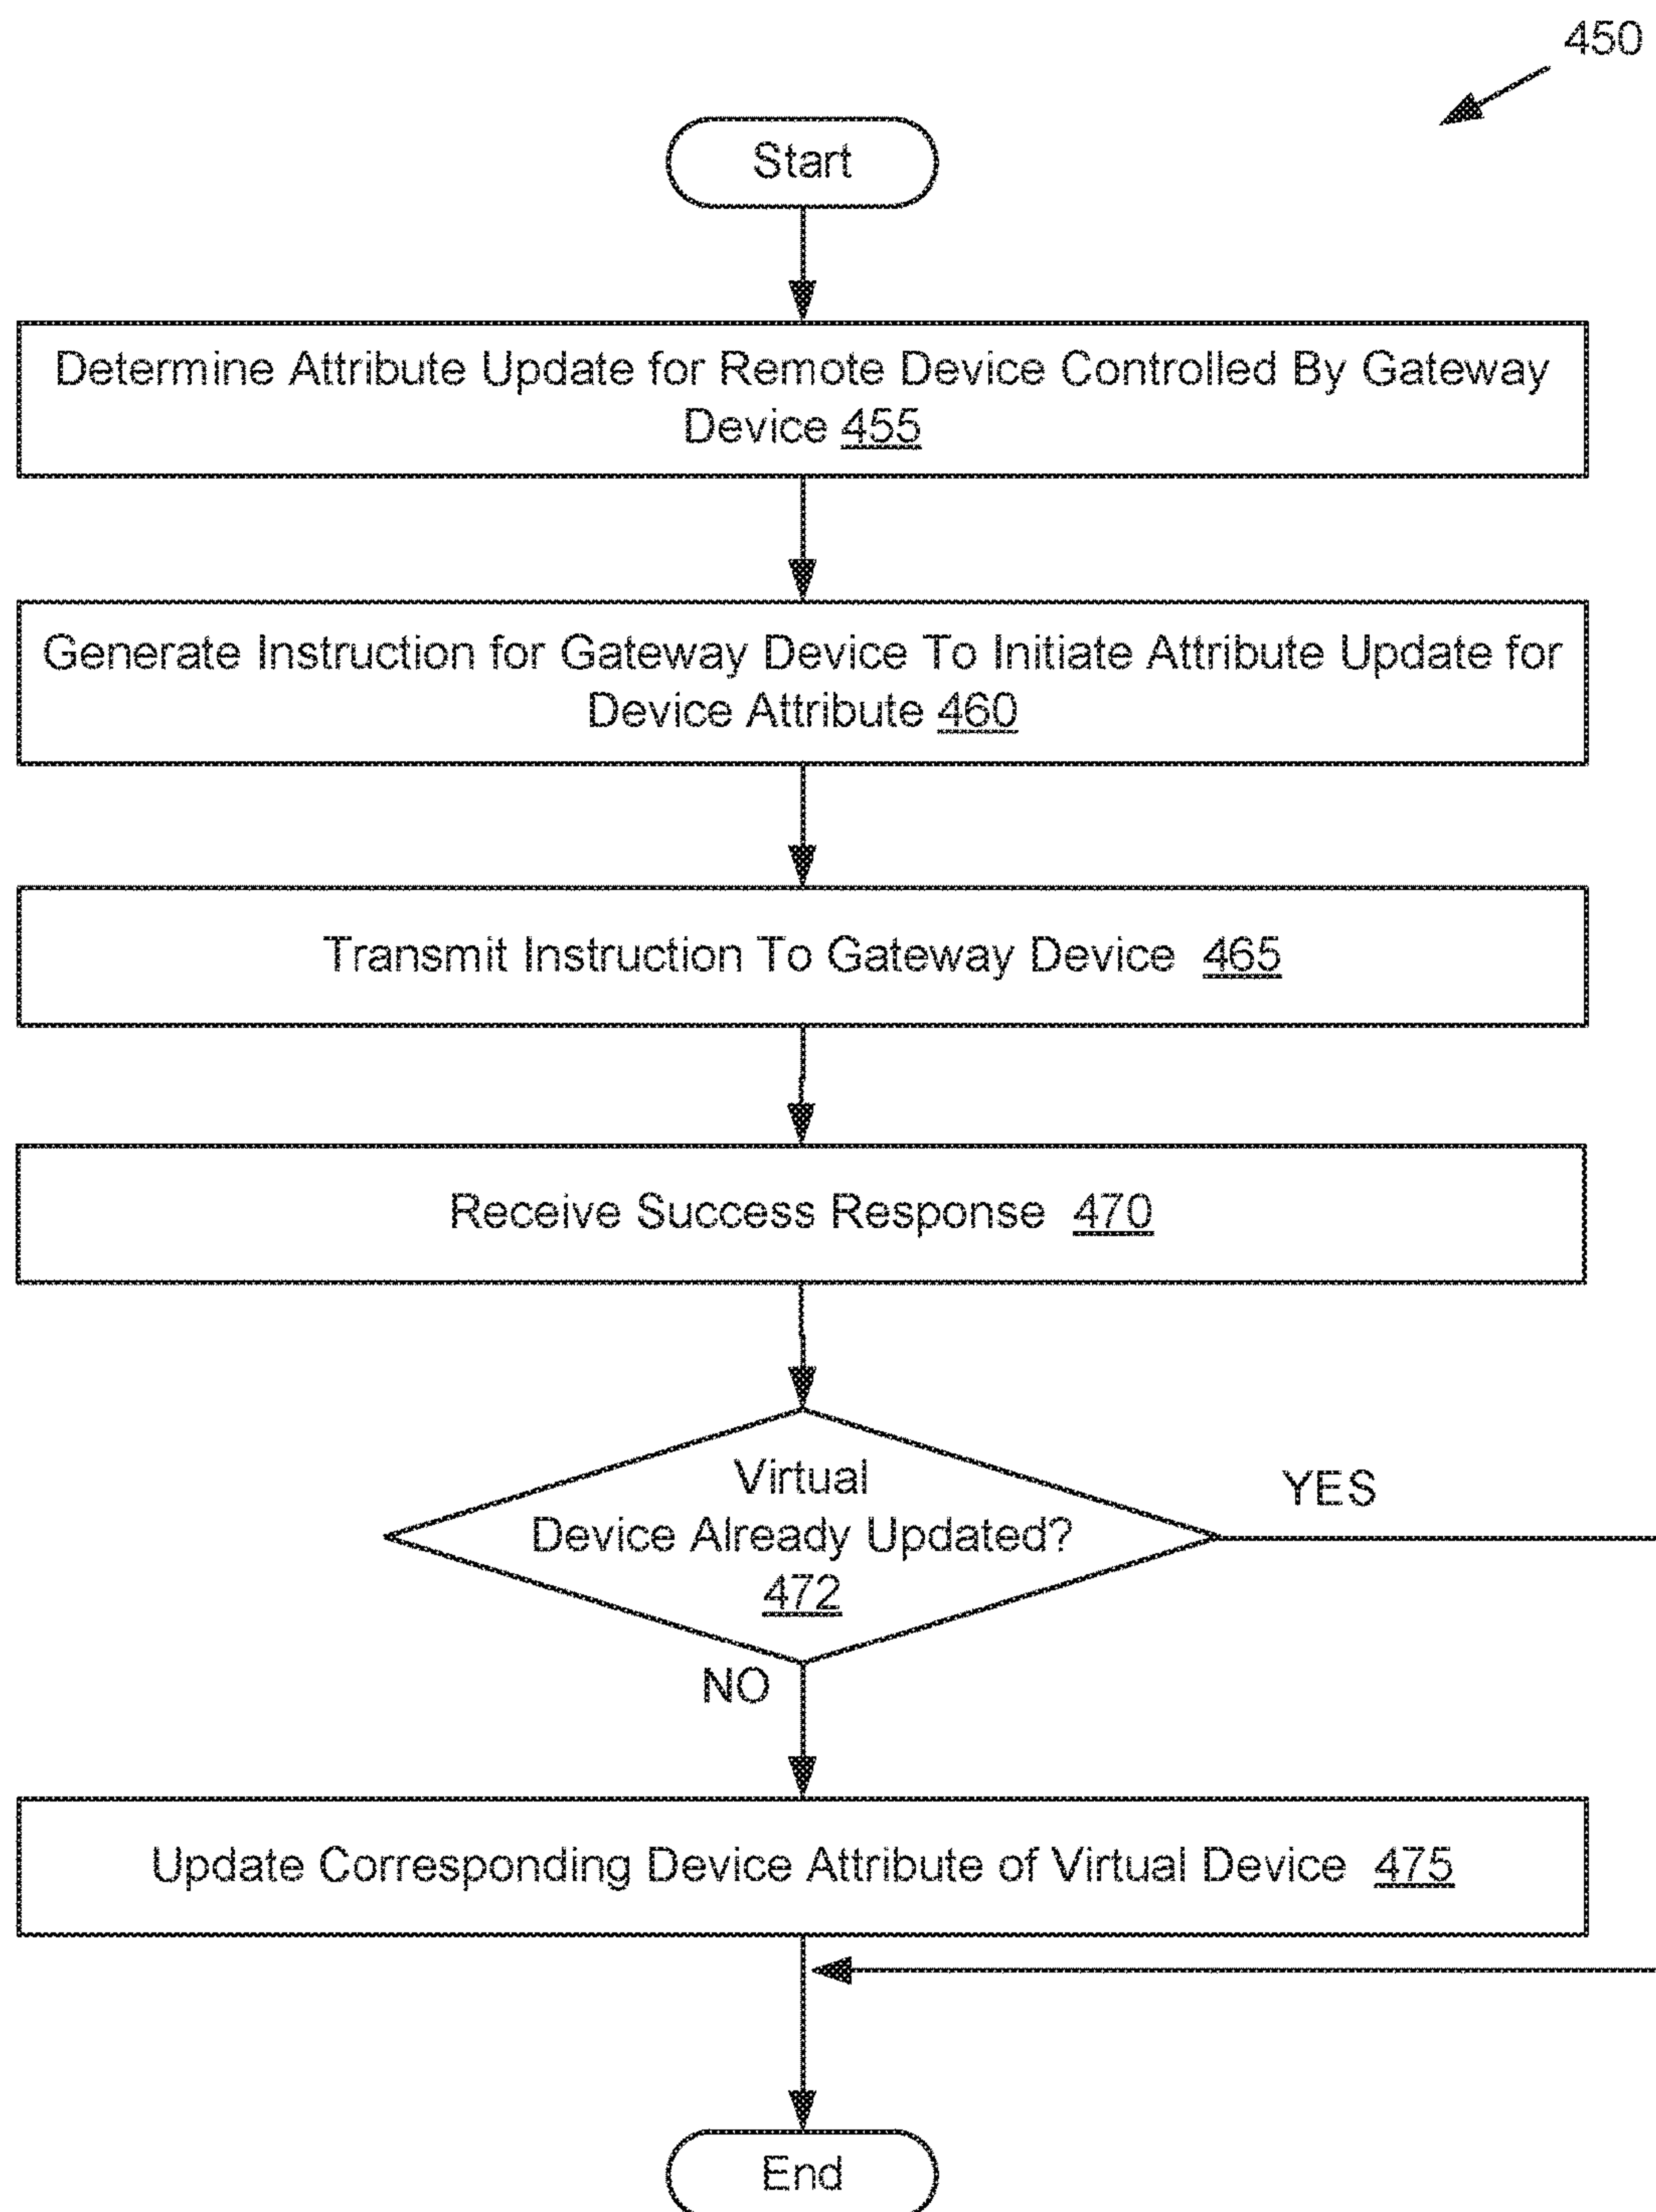 450
Start
Determine Attribute Update for Remote Device Controlled By Gateway
Device 455
Generate Instruction for Gateway Device To Initiate Attribute Update for
Device Attribute 460
Transmit Instruction To Gateway Device 465
Receive Success Response 470
Virtual
Device Already Updated?
472
YES
NO
Update Corresponding Device Attribute of Virtual Device 475
End